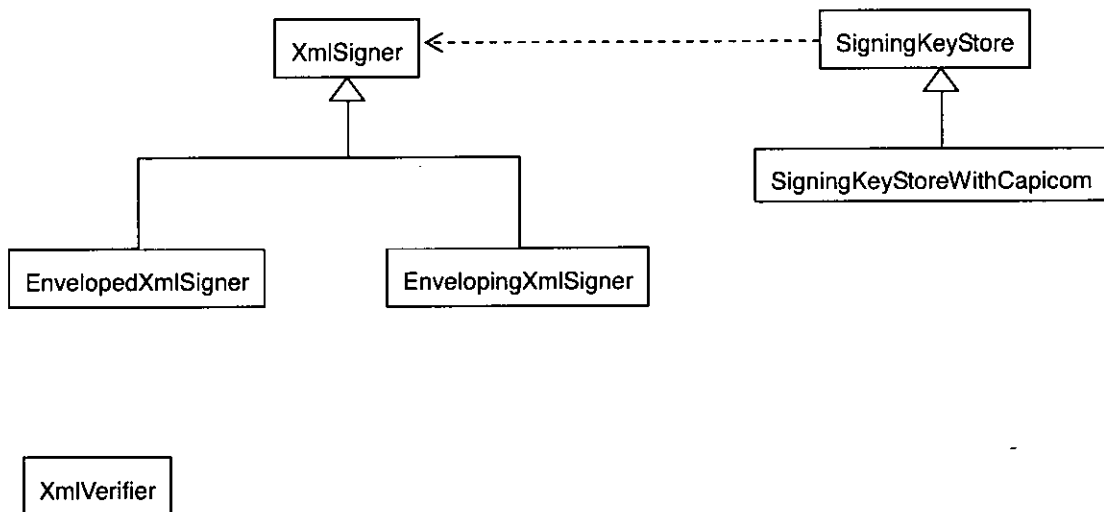 XmlSigner
SigningKeyStore
SigningKeyStoreWithCapicom
EnvelopedXmlSigner
EnvelopingXmlSigner
XmlVerifier